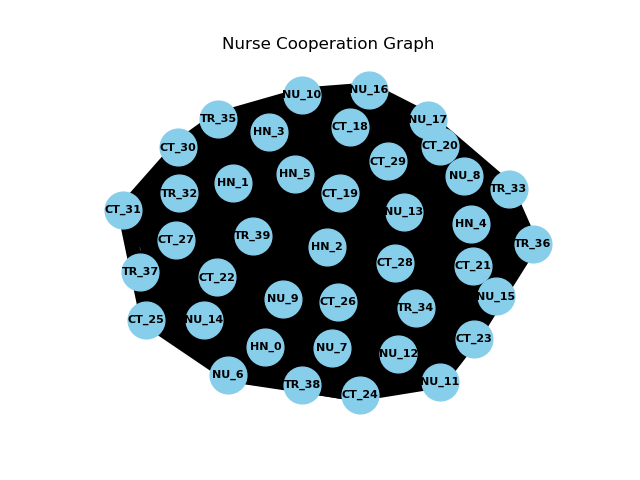 Nurse Cooperation Graph
NU_16
NU_10
TR_35
NU_17
CT_18
HN_3
CT_20
CT_30
CT_29
HN_5
NU_8
HN_1
TR_33
TR_32
CT_19
CT_31
NU_13
HN_4
TR_39
CT_27
TR_36
HN_2
CT_28
CT_21
TR_37
CT_22
NU_15
NU_9
CT_26
TR_34
CT_25
NU_14
CT_23
HN_0
NU_7
NU_12
NU_6
NU_11
TR_38
CT_24